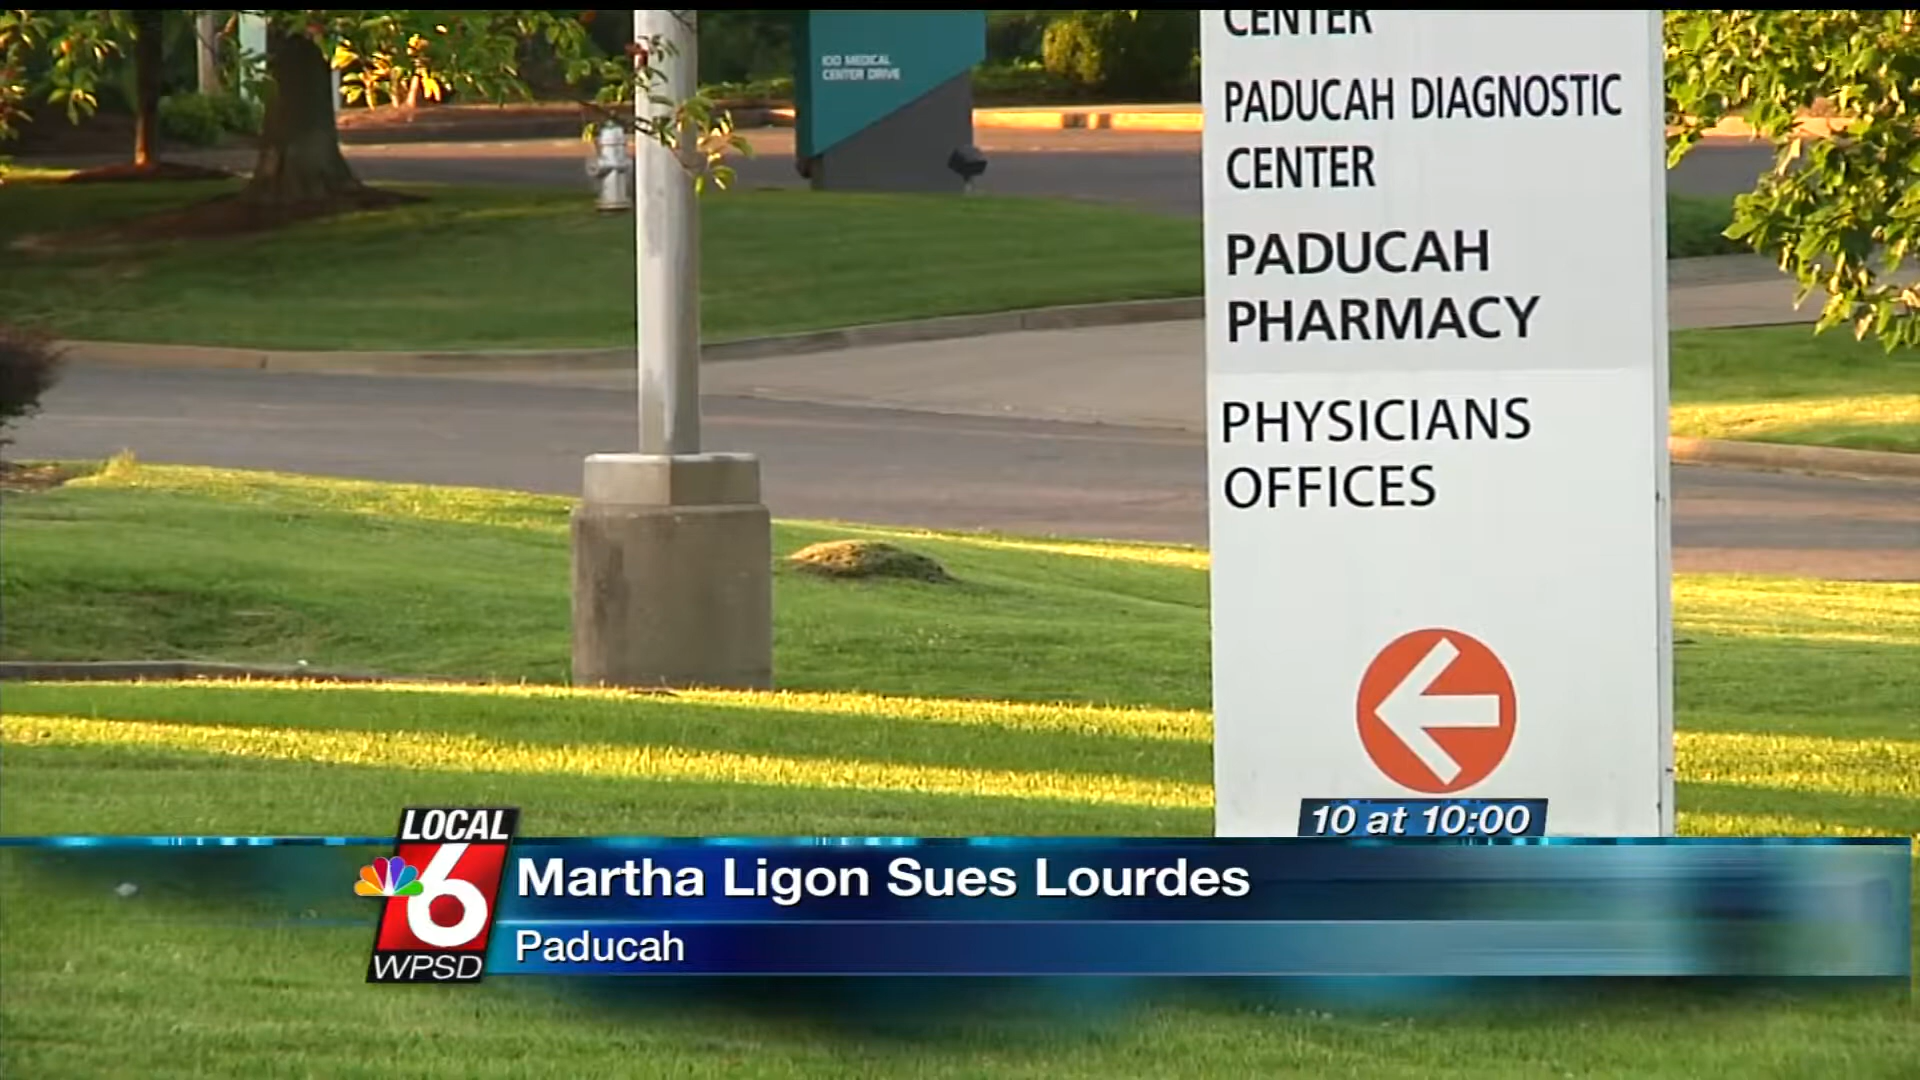 100 MEDICAL
CENTER DRIVE
CENTER
PADUCAH DIAGNOSTIC
CENTER
PADUCAH
PHARMACY
PHYSICIANS
OFFICES
10 at 10:00
LOCAL
6
WPSD
Martha Ligon Sues Lourdes
Paducah